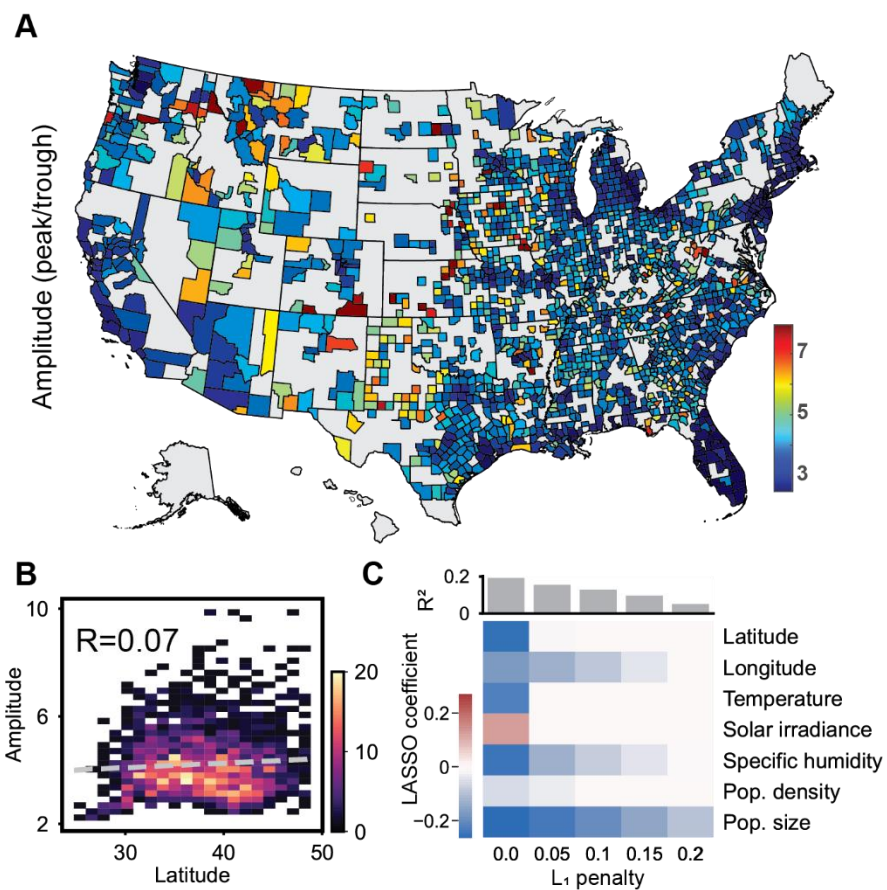 A
Amplitude (peak/trough)
7
5
3
B
R=0.07
10
6
2
Amplitude
30
40
50
Latitude
20
10
0
C
R²
0.2
0
LASSO coefficient
0.2
0
−0.2
Latitude
Longitude
Temperature
Solar irradiance
Specific humidity
Pop. density
Pop. size
0.0 0.05 0.1 0.15 0.2
L₁ penalty